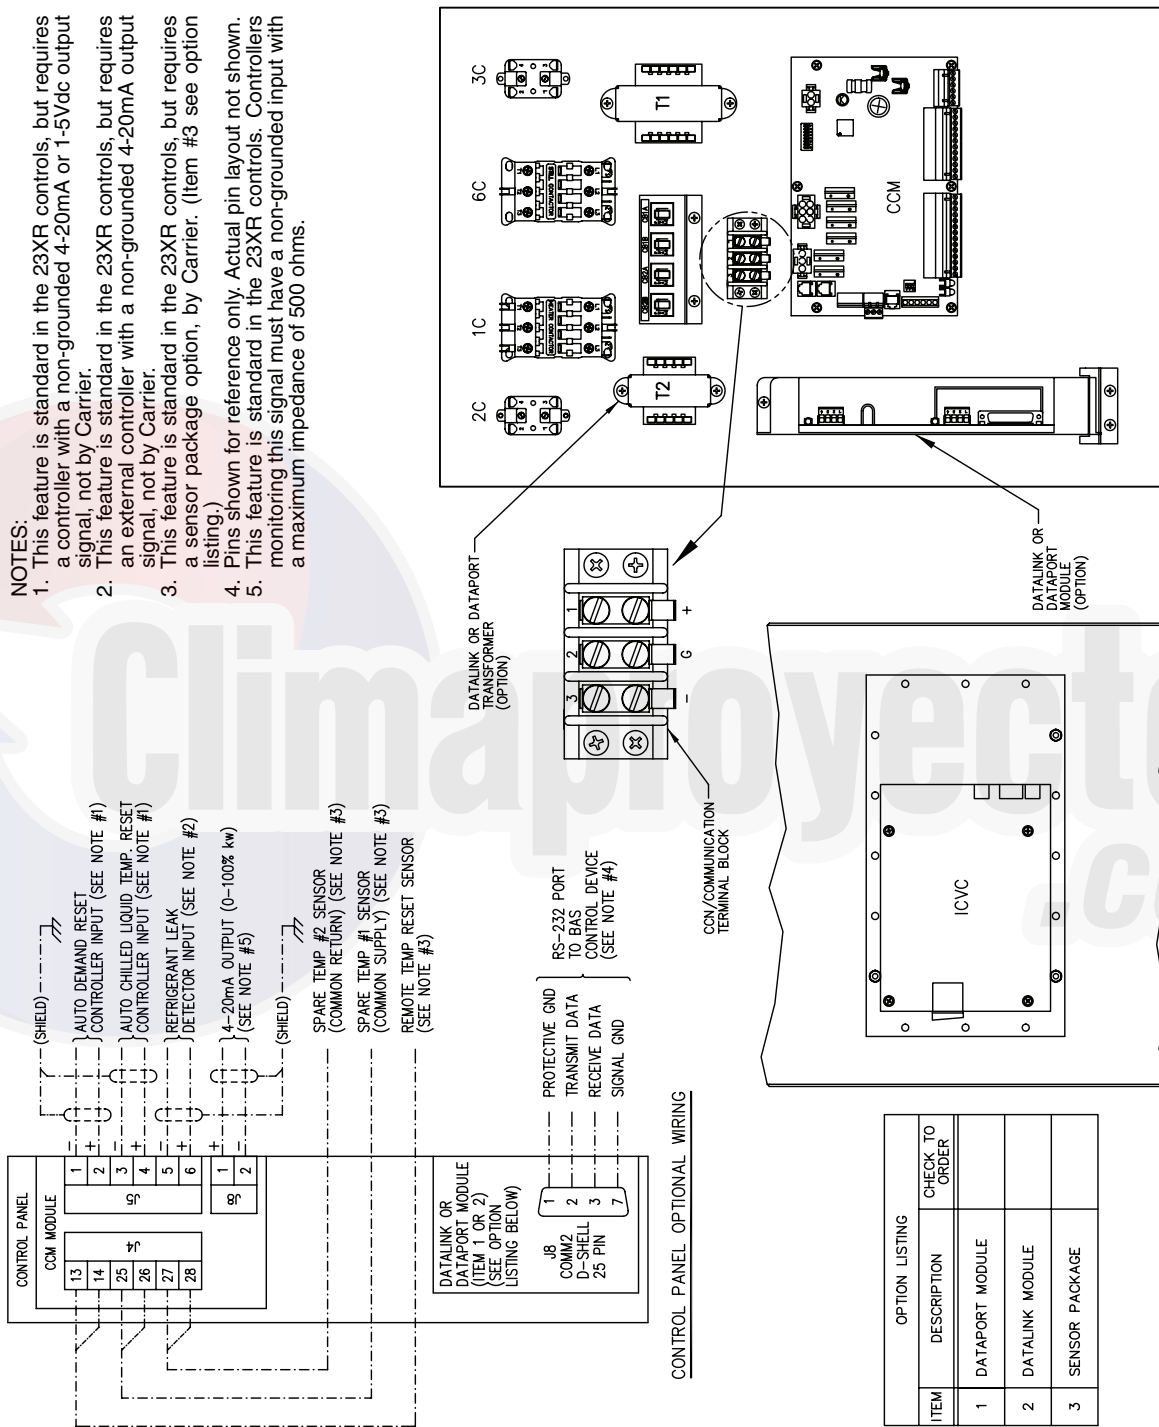 NOTES:
1. This feature is standard in the 23XR controls, but requires
a controller with a non-grounded 4-20mA or 1-5Vdc output
signal, not by Carrier.
2. This feature is standard in the 23XR controls, but requires
an external controller with a non-grounded 4-20mA output
signal, not by Carrier.
3. This feature is standard in the 23XR controls, but requires
a sensor package option, by Carrier. (Item #3 see option
listing.)
4. Pins shown for reference only. Actual pin layout not shown.
5. This feature is standard in the 23XR controls. Controllers
monitoring this signal must have a non-grounded input with
a maximum impedance of 500 ohms.
CONTROL PANEL
CCM MODULE
J4
13
14
25
26
27
28
J5
1 -
2 +
3 -
4 +
5 -
6 +
J6
1 +
2 -
(SHIELD)
AUTO DEMAND RESET
CONTROLLER INPUT (SEE NOTE #1)
AUTO CHILLED LIQUID TEMP. RESET
CONTROLLER INPUT (SEE NOTE #1)
REFRIGERANT LEAK
DETECTOR INPUT (SEE NOTE #2)
4-20mA OUTPUT (0-100% kw)
(SEE NOTE #5)
(SHIELD)
SPARE TEMP #2 SENSOR
(COMMON RETURN) (SEE NOTE #3)
SPARE TEMP #1 SENSOR
(COMMON SUPPLY) (SEE NOTE #3)
REMOTE TEMP RESET SENSOR
(SEE NOTE #3)
DATALINK OR
DATAPORT MODULE
(ITEM 1 OR 2)
(SEE OPTION
LISTING BELOW)
J8
COMM2
D-SHELL
25 PIN
1
2
3
7
PROTECTIVE GND
TRANSMIT DATA
RECEIVE DATA
SIGNAL GND
RS-232 PORT
TO BAS
CONTROL DEVICE
(SEE NOTE #4)
CONTROL PANEL OPTIONAL WIRING
2C
1C
6C
3C
HEATER CONTACTOR
T2
T1
CB2B
CB2A
CB1B
CB1A
CCM
DATALINK OR DATAPORT
TRANSFORMER
(OPTION)
3 2 1
- G +
CCN/COMMUNICATION
TERMINAL BLOCK
DATALINK OR
DATAPORT
MODULE
(OPTION)
ICVC
OPTION LISTING
ITEM DESCRIPTION CHECK TO
ORDER
1 DATAPORT MODULE
2 DATALINK MODULE
3 SENSOR PACKAGE
Climaproyecto
.co